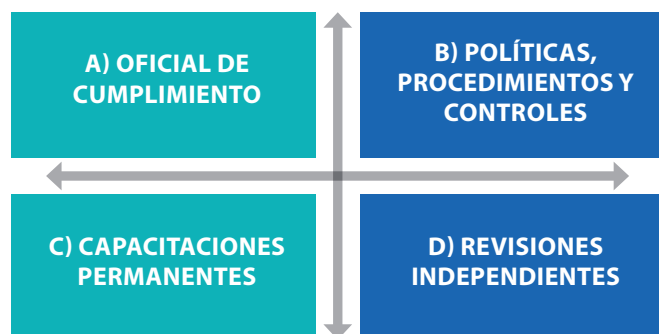 A) OFICIAL DE
CUMPLIMIENTO
B) POLÍTICAS,
PROCEDIMIENTOS Y
CONTROLES
C) CAPACITACIONES
PERMANENTES
D) REVISIONES
INDEPENDIENTES